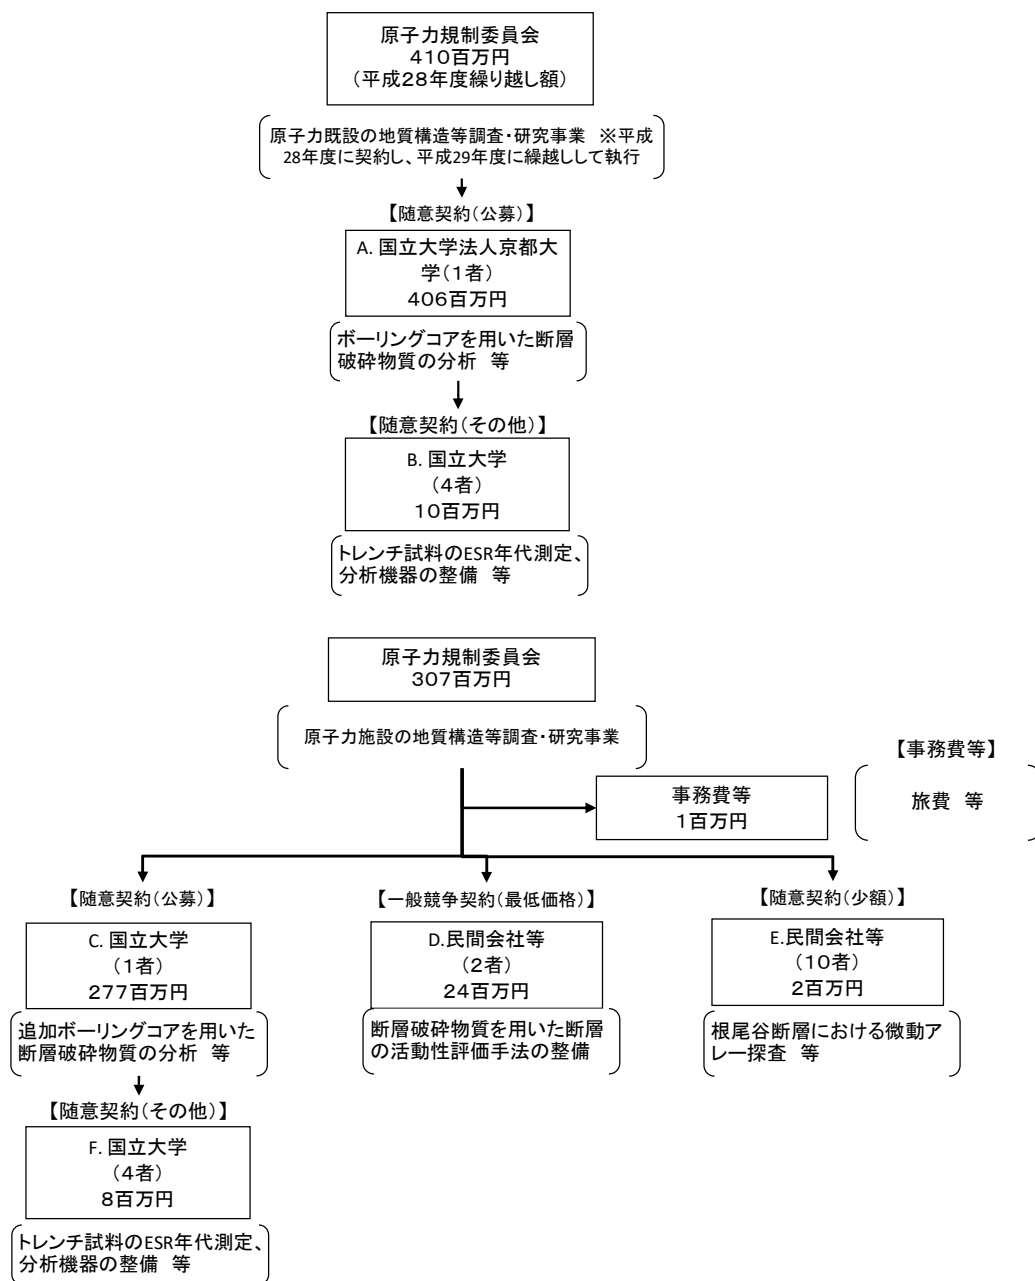 原子力規制委員会
410百万円
（平成２８年度繰り越し額）
原子力既設の地質構造等調査・研究事業　※平成
28年度に契約し、平成29年度に繰越しして執行
【随意契約（公募）】
A. 国立大学法人京都大
学（１者）
４０６百万円
ボーリングコアを用いた断層
破砕物質の分析　等
【随意契約（その他）】
B. 国立大学
（４者）
１０百万円
トレンチ試料のESR年代測定、
分析機器の整備　等
原子力規制委員会
307百万円
原子力施設の地質構造等調査・研究事業
【事務費等】
事務費等
１百万円
旅費　等
【随意契約（公募）】
C. 国立大学
（１者）
277百万円
追加ボーリングコアを用いた
断層破砕物質の分析　等
【一般競争契約（最低価格）】
D.民間会社等
（２者）
24百万円
断層破砕物質を用いた断層
の活動性評価手法の整備
【随意契約（少額）】
E.民間会社等
（10者）
２百万円
根尾谷断層における微動ア
レー探査　等
【随意契約（その他）】
F. 国立大学
（４者）
８百万円
トレンチ試料のESR年代測定、
分析機器の整備　等